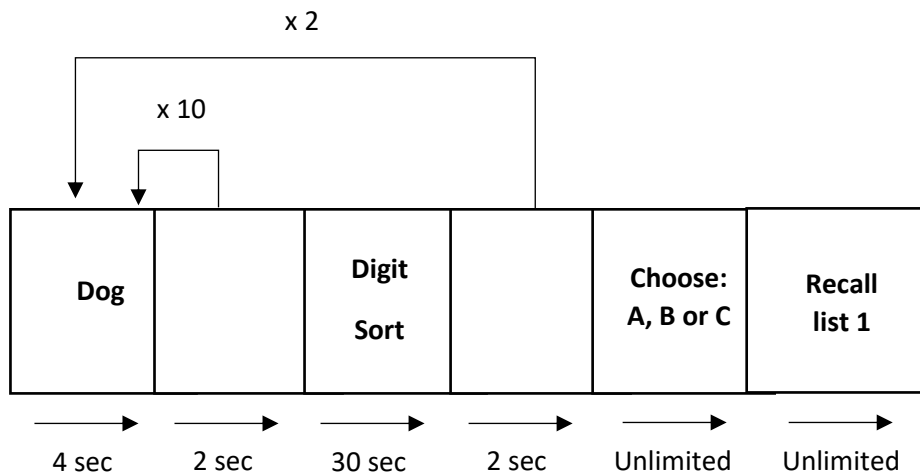 x 2
x 10
Dog
Digit
Sort
Choose:
A, B or C
Recall
list 1
4 sec
2 sec
30 sec
2 sec
Unlimited
Unlimited